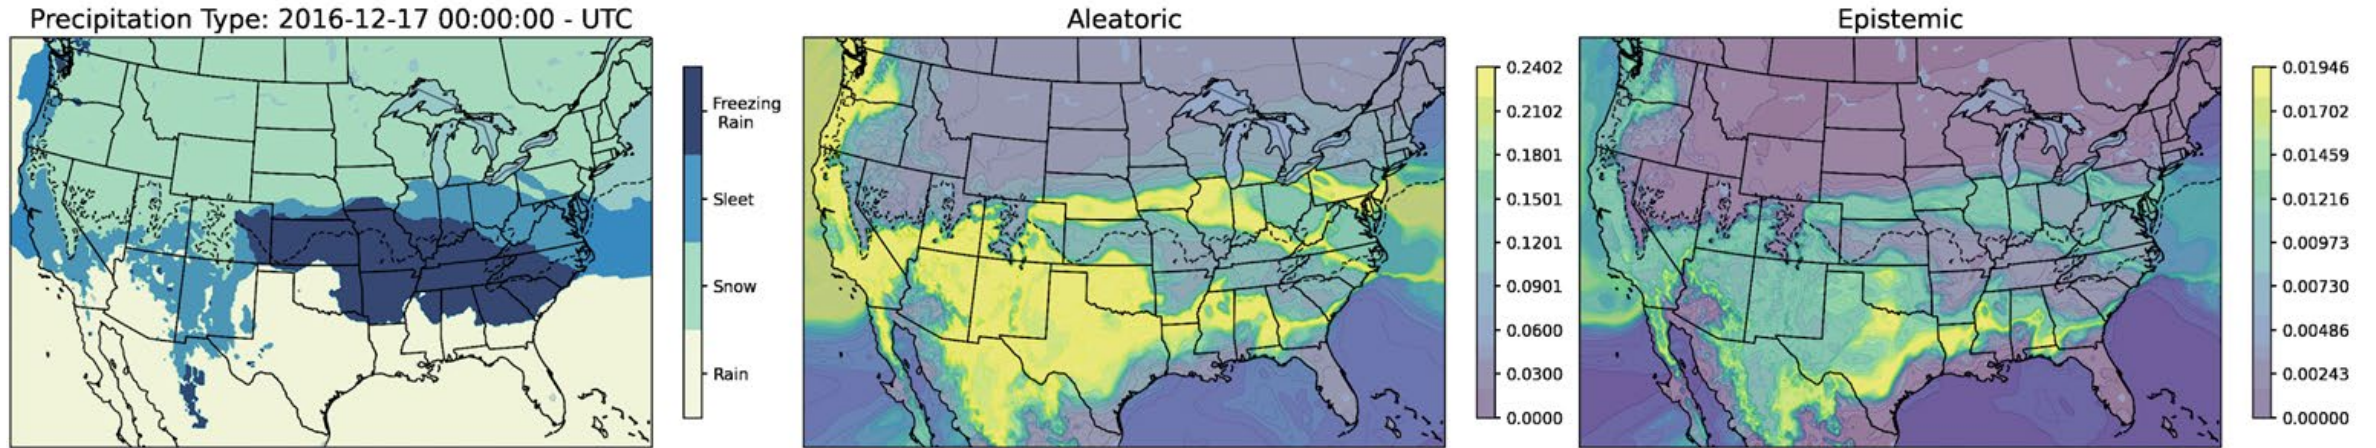 Precipitation Type: 2016-12-17 00:00:00 - UTC
Freezing
Rain
Sleet
Snow
Rain
Aleatoric
0.2402
0.2102
0.1801
0.1501
0.1201
0.0901
0.0600
0.0300
0.0000
Epistemic
0.01946
0.01702
0.01459
0.01216
0.00973
0.00730
0.00486
0.00243
0.00000